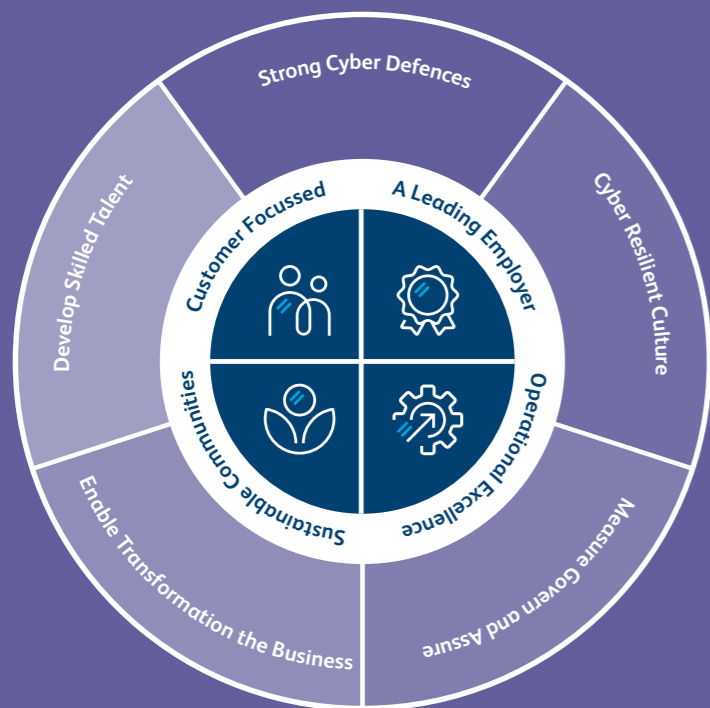 Strong Cyber Defences
Cyber Resilient Culture
Measure Govern and Assure
Enable Transformation the Business
Develop Skilled Talent
Customer Focussed
A Leading Employer
Operational Excellence
Sustainable Communities